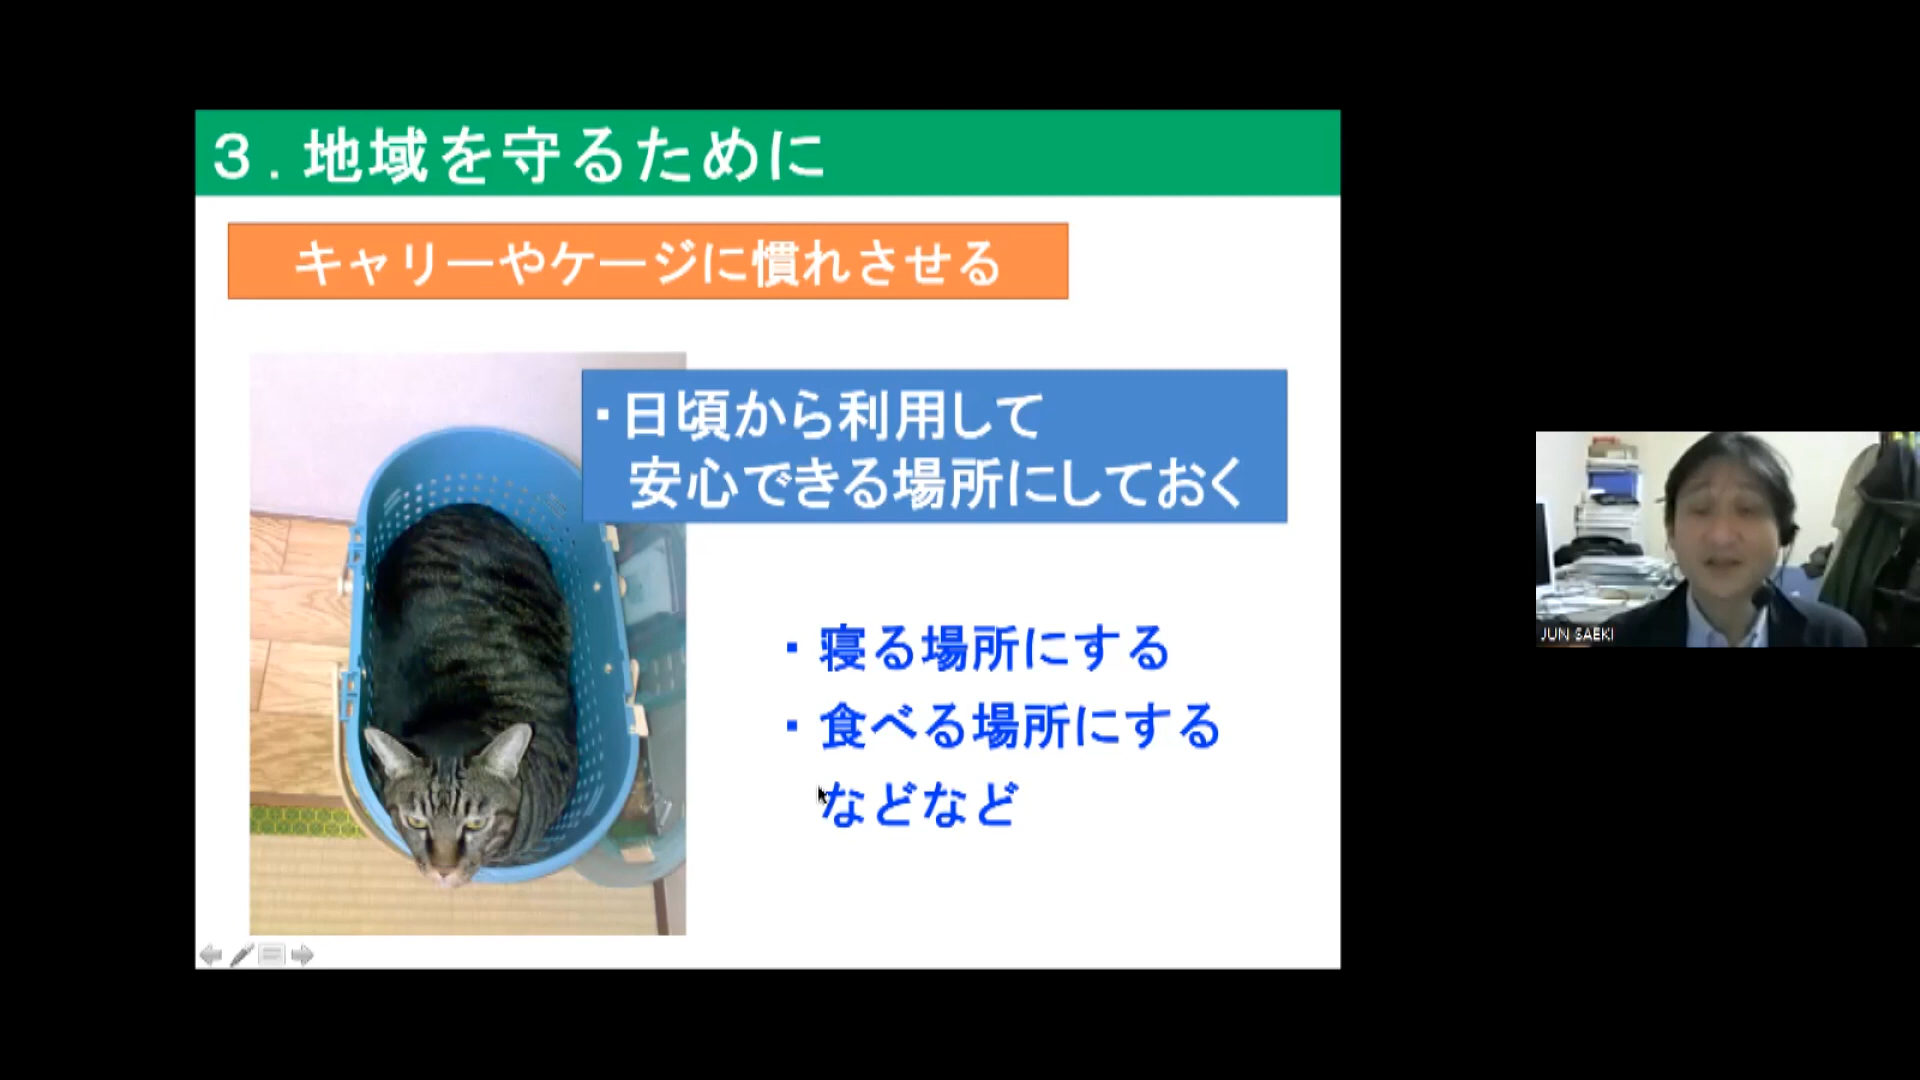 ３．地域を守るために
キャリーやケージに慣れさせる
・日頃から利用して
安心できる場所にしておく
・寝る場所にする
・食べる場所にする
などなど
JUN SAEKI